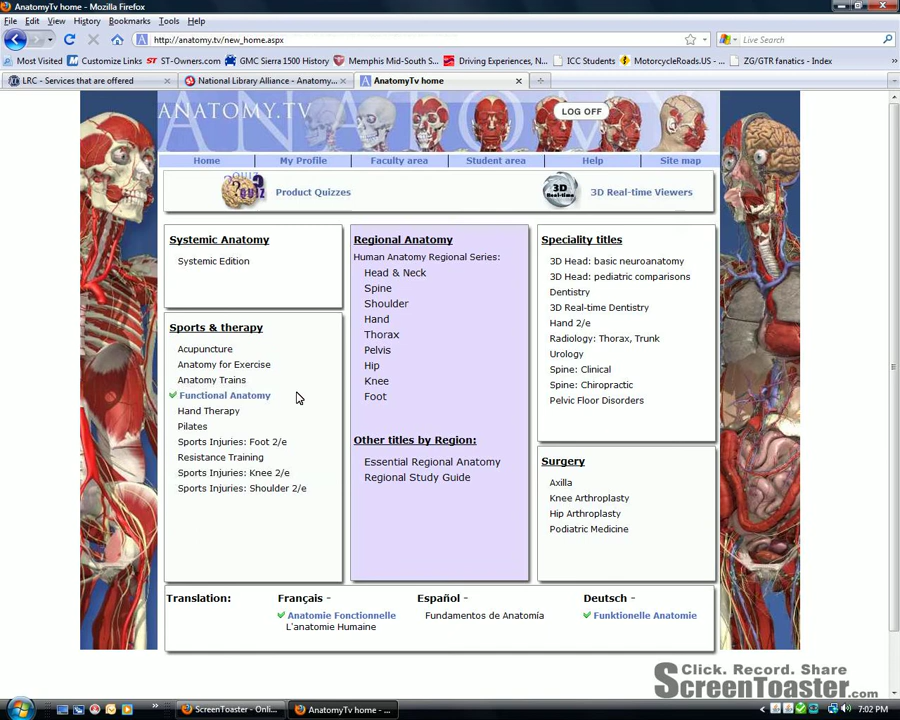 AnatomyTv home - Mozilla Firefox
File Edit View History Bookmarks Tools Help
http://anatomy.tv/new_home.aspx
Live Search
Most Visited Customize Links ST ST-Owners.com GMC Sierra 1500 History Memphis Mid-South S... Driving Experiences, N... ICC Students MotorcycleRoads.US - ... ZG/GTR fanatics - Index
LRC - Services that are offered National Library Alliance - Anatomy,... AnatomyTv home
ANATOMY.TV
ANATOMY
LOG OFF
Home My Profile Faculty area Student area Help Site map
QUIZ Product Quizzes 3D Real-time 3D Real-time Viewers
Systemic Anatomy
Systemic Edition
Sports & therapy
Acupuncture
Anatomy for Exercise
Anatomy Trains
Functional Anatomy
Hand Therapy
Pilates
Sports Injuries: Foot 2/e
Resistance Training
Sports Injuries: Knee 2/e
Sports Injuries: Shoulder 2/e
Regional Anatomy
Human Anatomy Regional Series:
Head & Neck
Spine
Shoulder
Hand
Thorax
Pelvis
Hip
Knee
Foot
Other titles by Region:
Essential Regional Anatomy
Regional Study Guide
Speciality titles
3D Head: basic neuroanatomy
3D Head: pediatric comparisons
Dentistry
3D Real-time Dentistry
Hand 2/e
Radiology: Thorax, Trunk
Urology
Spine: Clinical
Spine: Chiropractic
Pelvic Floor Disorders
Surgery
Axilla
Knee Arthroplasty
Hip Arthroplasty
Podiatric Medicine
Translation: Français - Español - Deutsch -
Anatomie Fonctionnelle Fundamentos de Anatomía Funktionelle Anatomie
L'anatomie Humaine
Click. Record. Share
ScreenToaster.com
ScreenToaster - Onli... AnatomyTv home - ... 7:02 PM